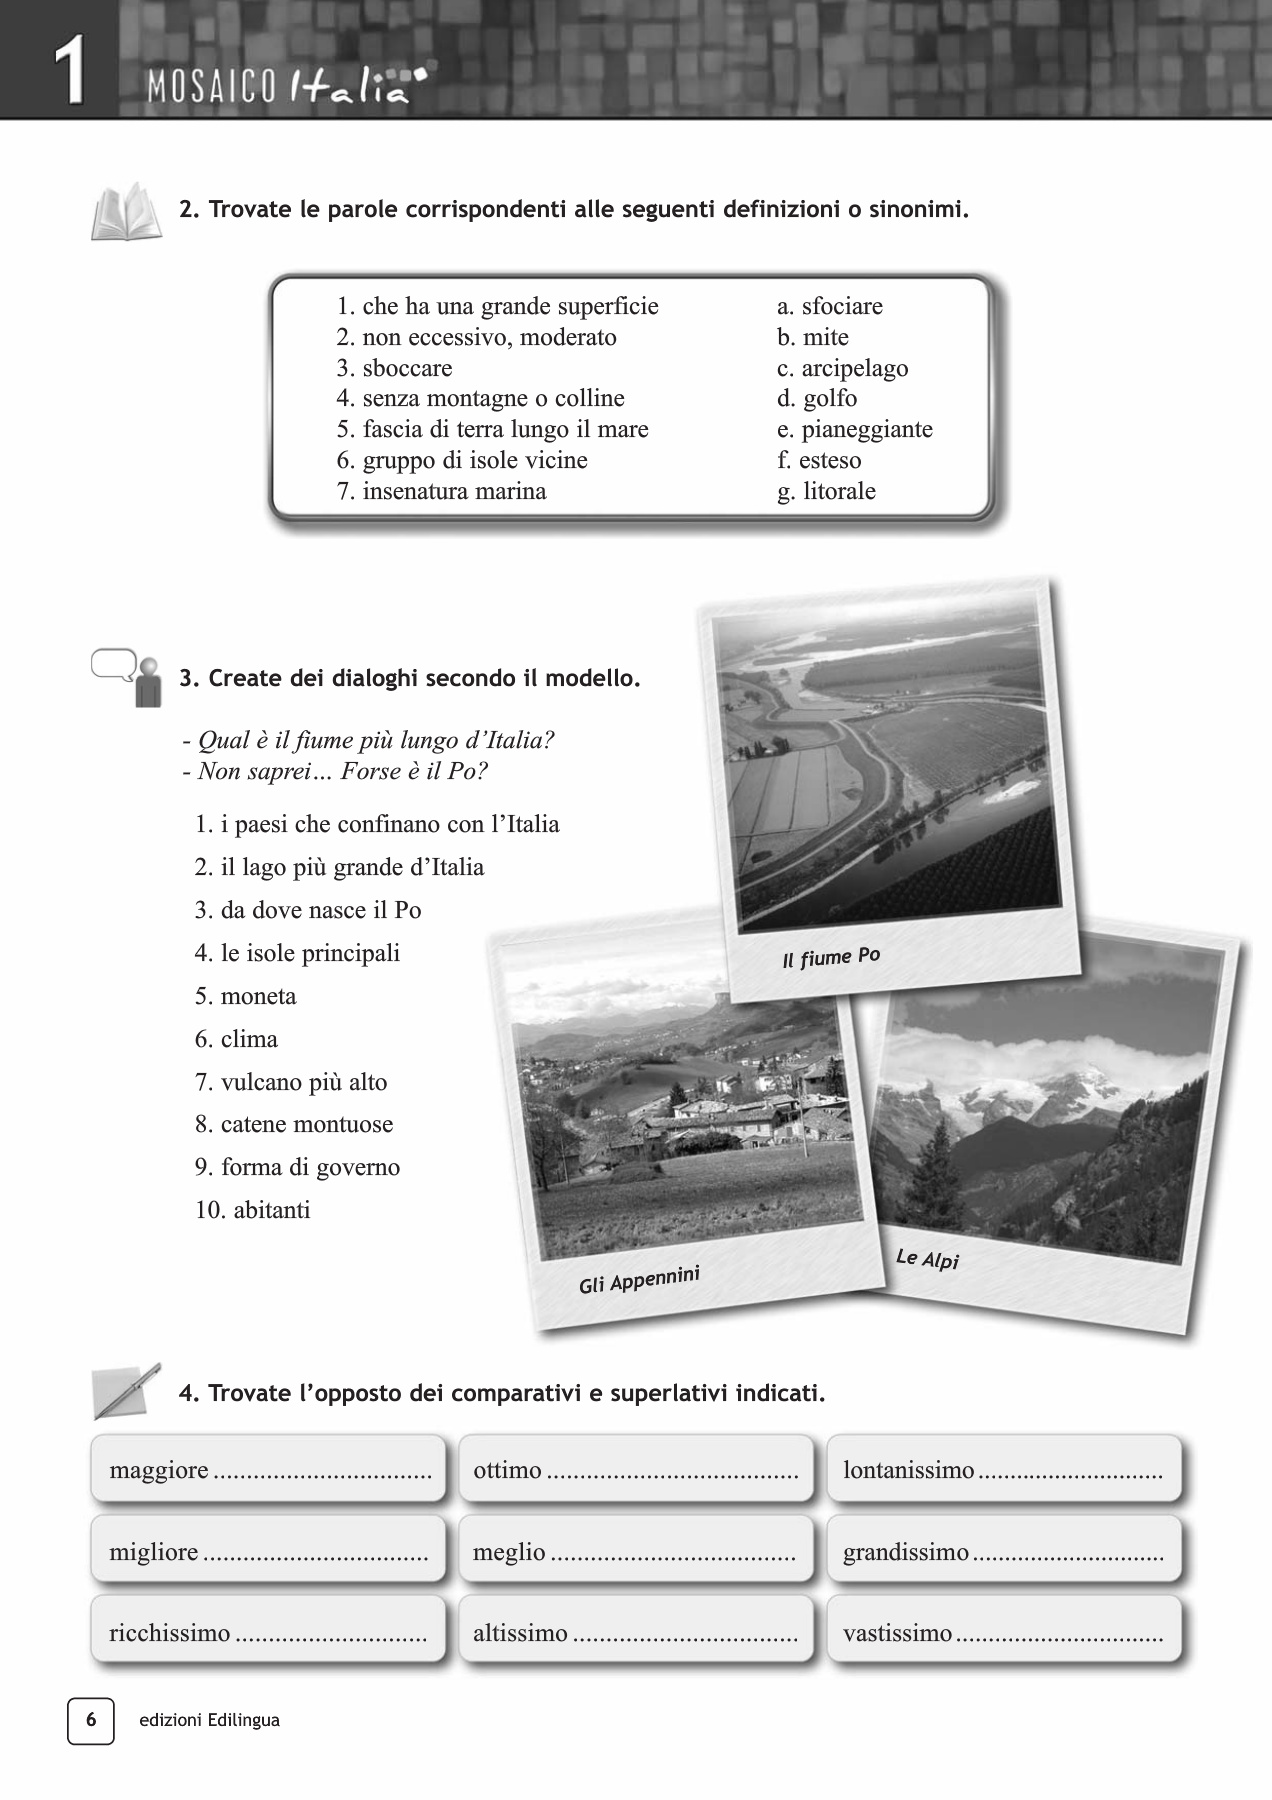 1
MOSAICO Italia
2. Trovate le parole corrispondenti alle seguenti definizioni o sinonimi.
1. che ha una grande superficie
2. non eccessivo, moderato
3. sboccare
4. senza montagne o colline
5. fascia di terra lungo il mare
6. gruppo di isole vicine
7. insenatura marina
a. sfociare
b. mite
c. arcipelago
d. golfo
e. pianeggiante
f. esteso
g. litorale
3. Create dei dialoghi secondo il modello.
- Qual è il fiume più lungo d’Italia?
- Non saprei… Forse è il Po?
1. i paesi che confinano con l’Italia
2. il lago più grande d’Italia
3. da dove nasce il Po
4. le isole principali
5. moneta
6. clima
7. vulcano più alto
8. catene montuose
9. forma di governo
10. abitanti
Il fiume Po
Gli Appennini
Le Alpi
4. Trovate l’opposto dei comparativi e superlativi indicati.
maggiore ................................. ottimo ...................................... lontanissimo ............................
migliore .................................. meglio ..................................... grandissimo .............................
ricchissimo ............................. altissimo .................................. vastissimo ...............................
6 edizioni Edilingua